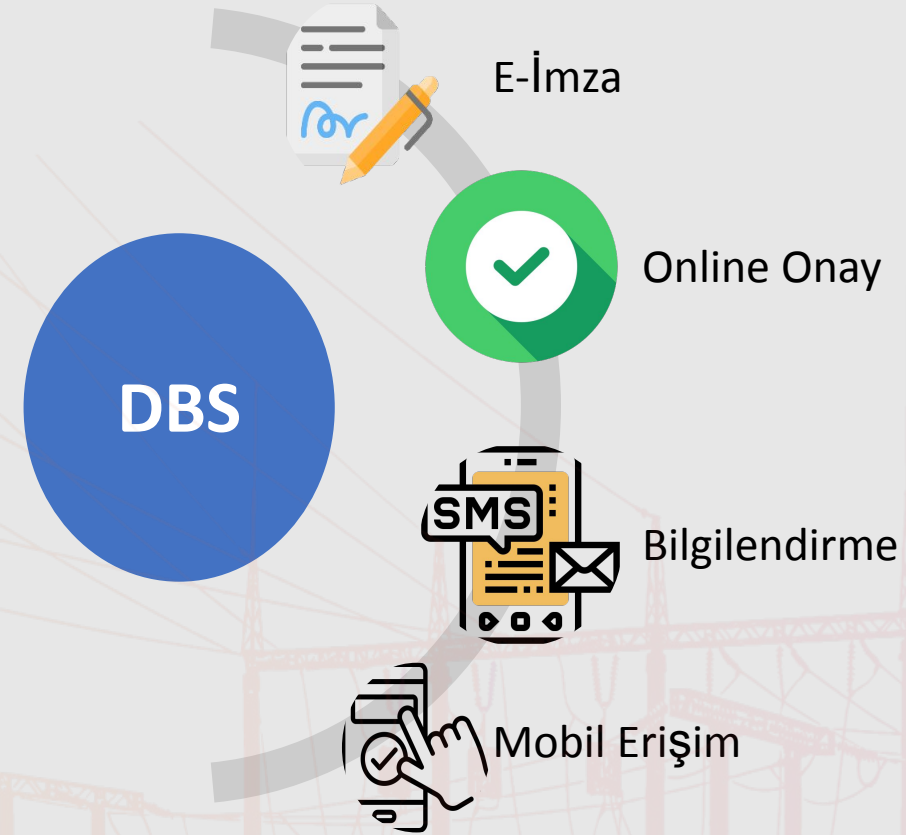 E-İmza
Online Onay
DBS
SMS
Bilgilendirme
Mobil Erişim